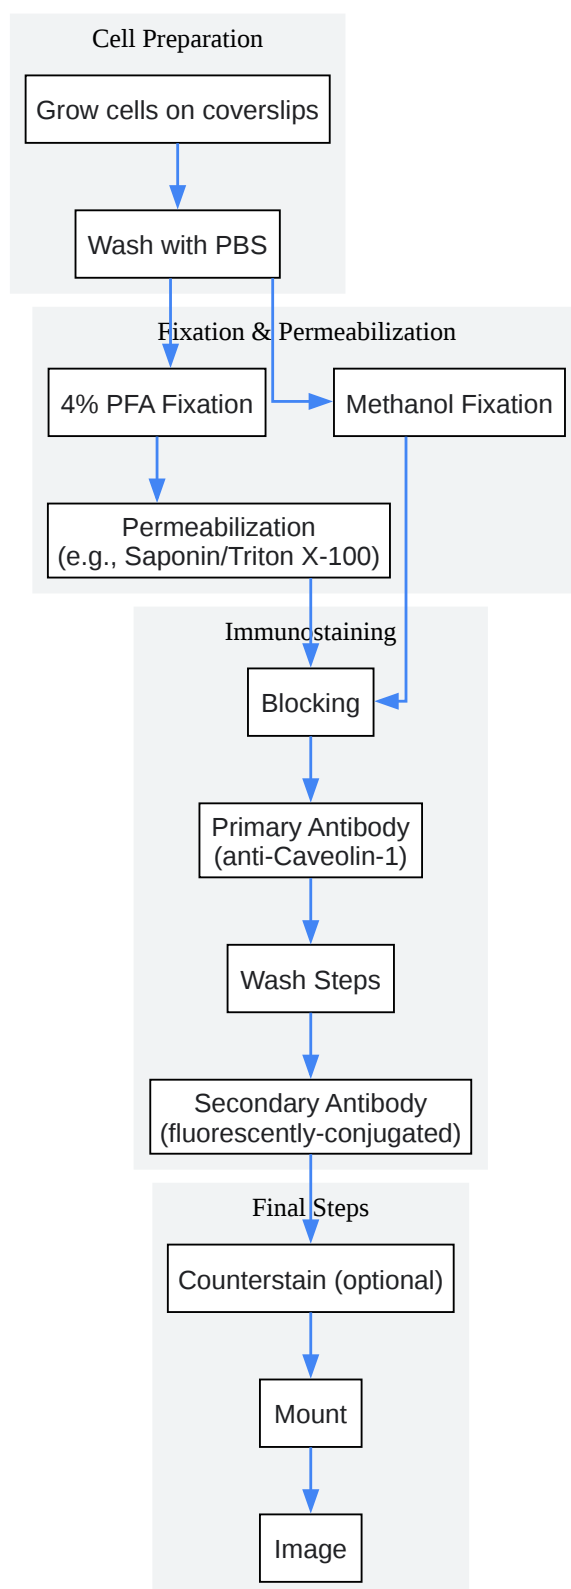 Cell Preparation
Grow cells on coverslips
Wash with PBS
Fixation & Permeabilization
4% PFA Fixation
Methanol Fixation
Permeabilization
(e.g., Saponin/Triton X-100)
Immunostaining
Blocking
Primary Antibody
(anti-Caveolin-1)
Wash Steps
Secondary Antibody
(fluorescently-conjugated)
Final Steps
Counterstain (optional)
Mount
Image